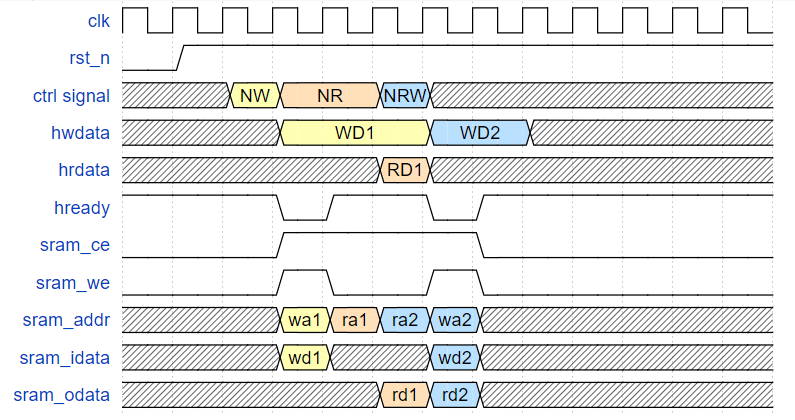 clk
rst_n
ctrl signal NW NR NRW
hwdata WD1 WD2
hrdata RD1
hready
sram_ce
sram_we
sram_addr wa1 ra1 ra2 wa2
sram_idata wd1 wd2
sram_odata rd1 rd2